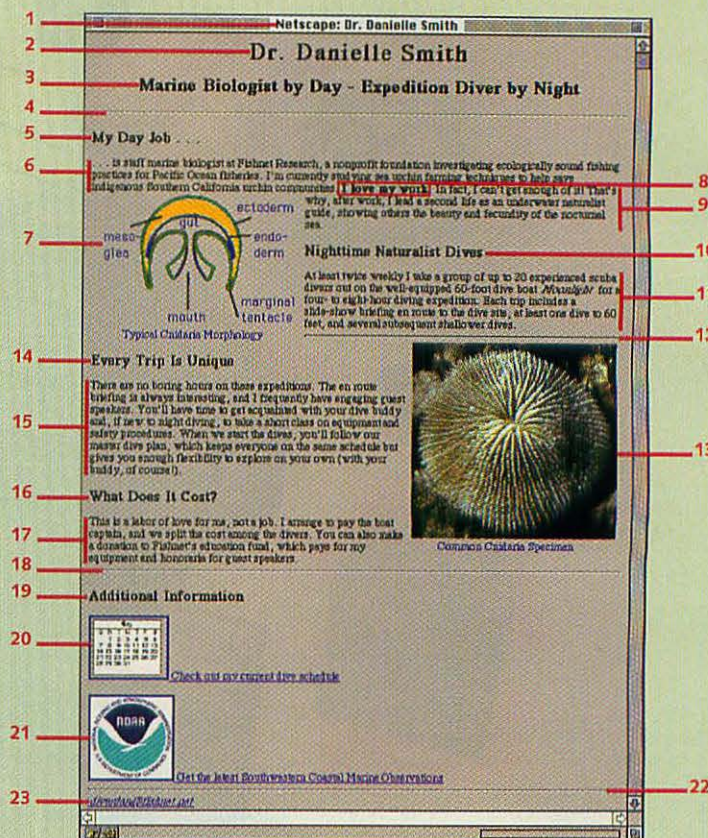 1 Netscape: Dr. Danielle Smith
2 Dr. Danielle Smith
3 Marine Biologist by Day - Expedition Diver by Night
4
5 My Day Job . . .
6 . . . is staff marine biologist at Fishnet Research, a nonprofit foundation investigating ecologically sound fishing
practices for Pacific Ocean fisheries. I'm currently studying sea urchin farming techniques to help save
indigenous Southern California urchin communities. I love my work! In fact, I can't get enough of it! That's 8
why, after work, I lead a second life as an underwater naturalist 9
guide, showing others the beauty and fecundity of the nocturnal
sea.
7
ectoderm
gut
meso-
glea
endo-
derm
mouth
marginal
tentacle
Typical Cnidaria Morphology
Nighttime Naturalist Dives 10
At least twice weekly I take a group of up to 20 experienced scuba
divers out on the well-equipped 60-foot dive boat for a 11
four- to eight-hour diving expedition. Each trip includes a
slide-show briefing en route to the dive site, at least one dive to 60
feet, and several subsequent shallower dives.
12
14 Every Trip Is Unique
15 There are no boring hours on these expeditions. The en route
briefing is always interesting, and I frequently have engaging guest
speakers. You'll have time to get acquainted with your dive buddy
and, if new to night diving, to take a short class on equipment and
safety procedures. When we start the dives, you'll follow our
master dive plan, which keeps everyone on the same schedule but
gives you enough flexibility to explore on your own (with your
buddy, of course!).
13
Common Cnidaria Specimen
16 What Does It Cost?
17 This is a labor of love for me, not a job. I arrange to pay the boat
captain, and we split the cost among the divers. You can also make
a donation to Fishnet's education fund, which pays for my
equipment and honoraria for guest speakers.
18
19 Additional Information
20 Check out my current dive schedule
21 NOAA
Get the latest Southwestern Coastal Marine Observations
22
23